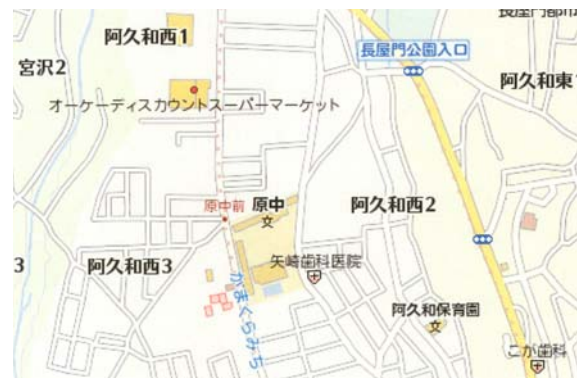 阿久和西1
長屋門公園入口
宮沢2
阿久和東1
オーケーディスカウントスーパーマーケット
原中前
原中
文
阿久和西2
3
阿久和西3
矢崎歯科医院
かまくらみち
阿久和保育園
文
こが歯科